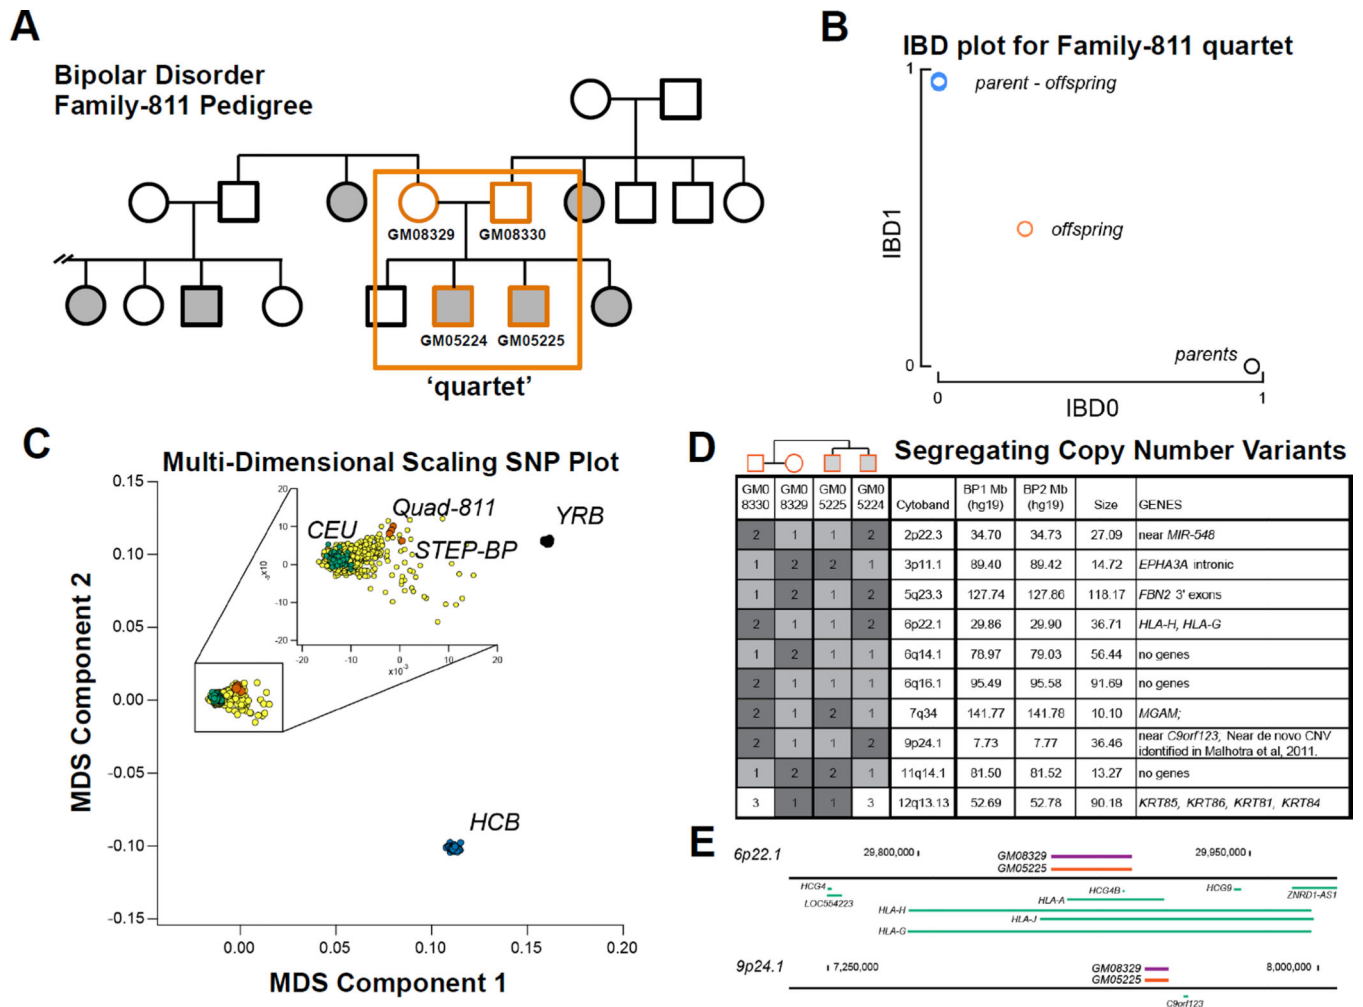 A
Bipolar Disorder
Family-811 Pedigree
GM08329
GM08330
GM05224
GM05225
'quartet'
B
IBD plot for Family-811 quartet
1
parent - offspring
offspring
IBD1
parents
0
0
1
IBD0
C
Multi-Dimensional Scaling SNP Plot
0.15
0.10
0.05
0.00
-0.05
-0.10
-0.15
MDS Component 2
20
10
0
-10
-20
-20
-10
0
10
20
x10⁻³
CEU
Quad-811
STEP-BP
YRB
HCB
0.00
0.05
0.10
0.15
0.20
MDS Component 1
D
Segregating Copy Number Variants
GM0 8330 GM0 8329 GM0 5225 GM0 5224 Cytoband BP1 Mb (hg19) BP2 Mb (hg19) Size GENES
2 1 1 2 2p22.3 34.70 34.73 27.09 near MIR-548
1 2 2 1 3p11.1 89.40 89.42 14.72 EPHA3A intronic
1 2 1 2 5q23.3 127.74 127.86 118.17 FBN2 3' exons
2 1 1 2 6p22.1 29.86 29.90 36.71 HLA-H, HLA-G
1 2 1 1 6q14.1 78.97 79.03 56.44 no genes
2 1 1 1 6q16.1 95.49 95.58 91.69 no genes
2 1 2 1 7q34 141.77 141.78 10.10 MGAM;
2 1 1 2 9p24.1 7.73 7.77 36.46 near C9orf123; Near de novo CNV
identified in Malhotra et al, 2011.
1 2 2 1 11q14.1 81.50 81.52 13.27 no genes
3 1 1 3 12q13.13 52.69 52.78 90.18 KRT85, KRT86, KRT81, KRT84
E
6p22.1
29,800,000
GM08329
GM05225
29,950,000
HCG4
LOC554223
HCG4B
HCG9
ZNRD1-AS1
HLA-A
HLA-H
HLA-J
HLA-G
9p24.1
7,250,000
GM08329
GM05225
8,000,000
C9orf123